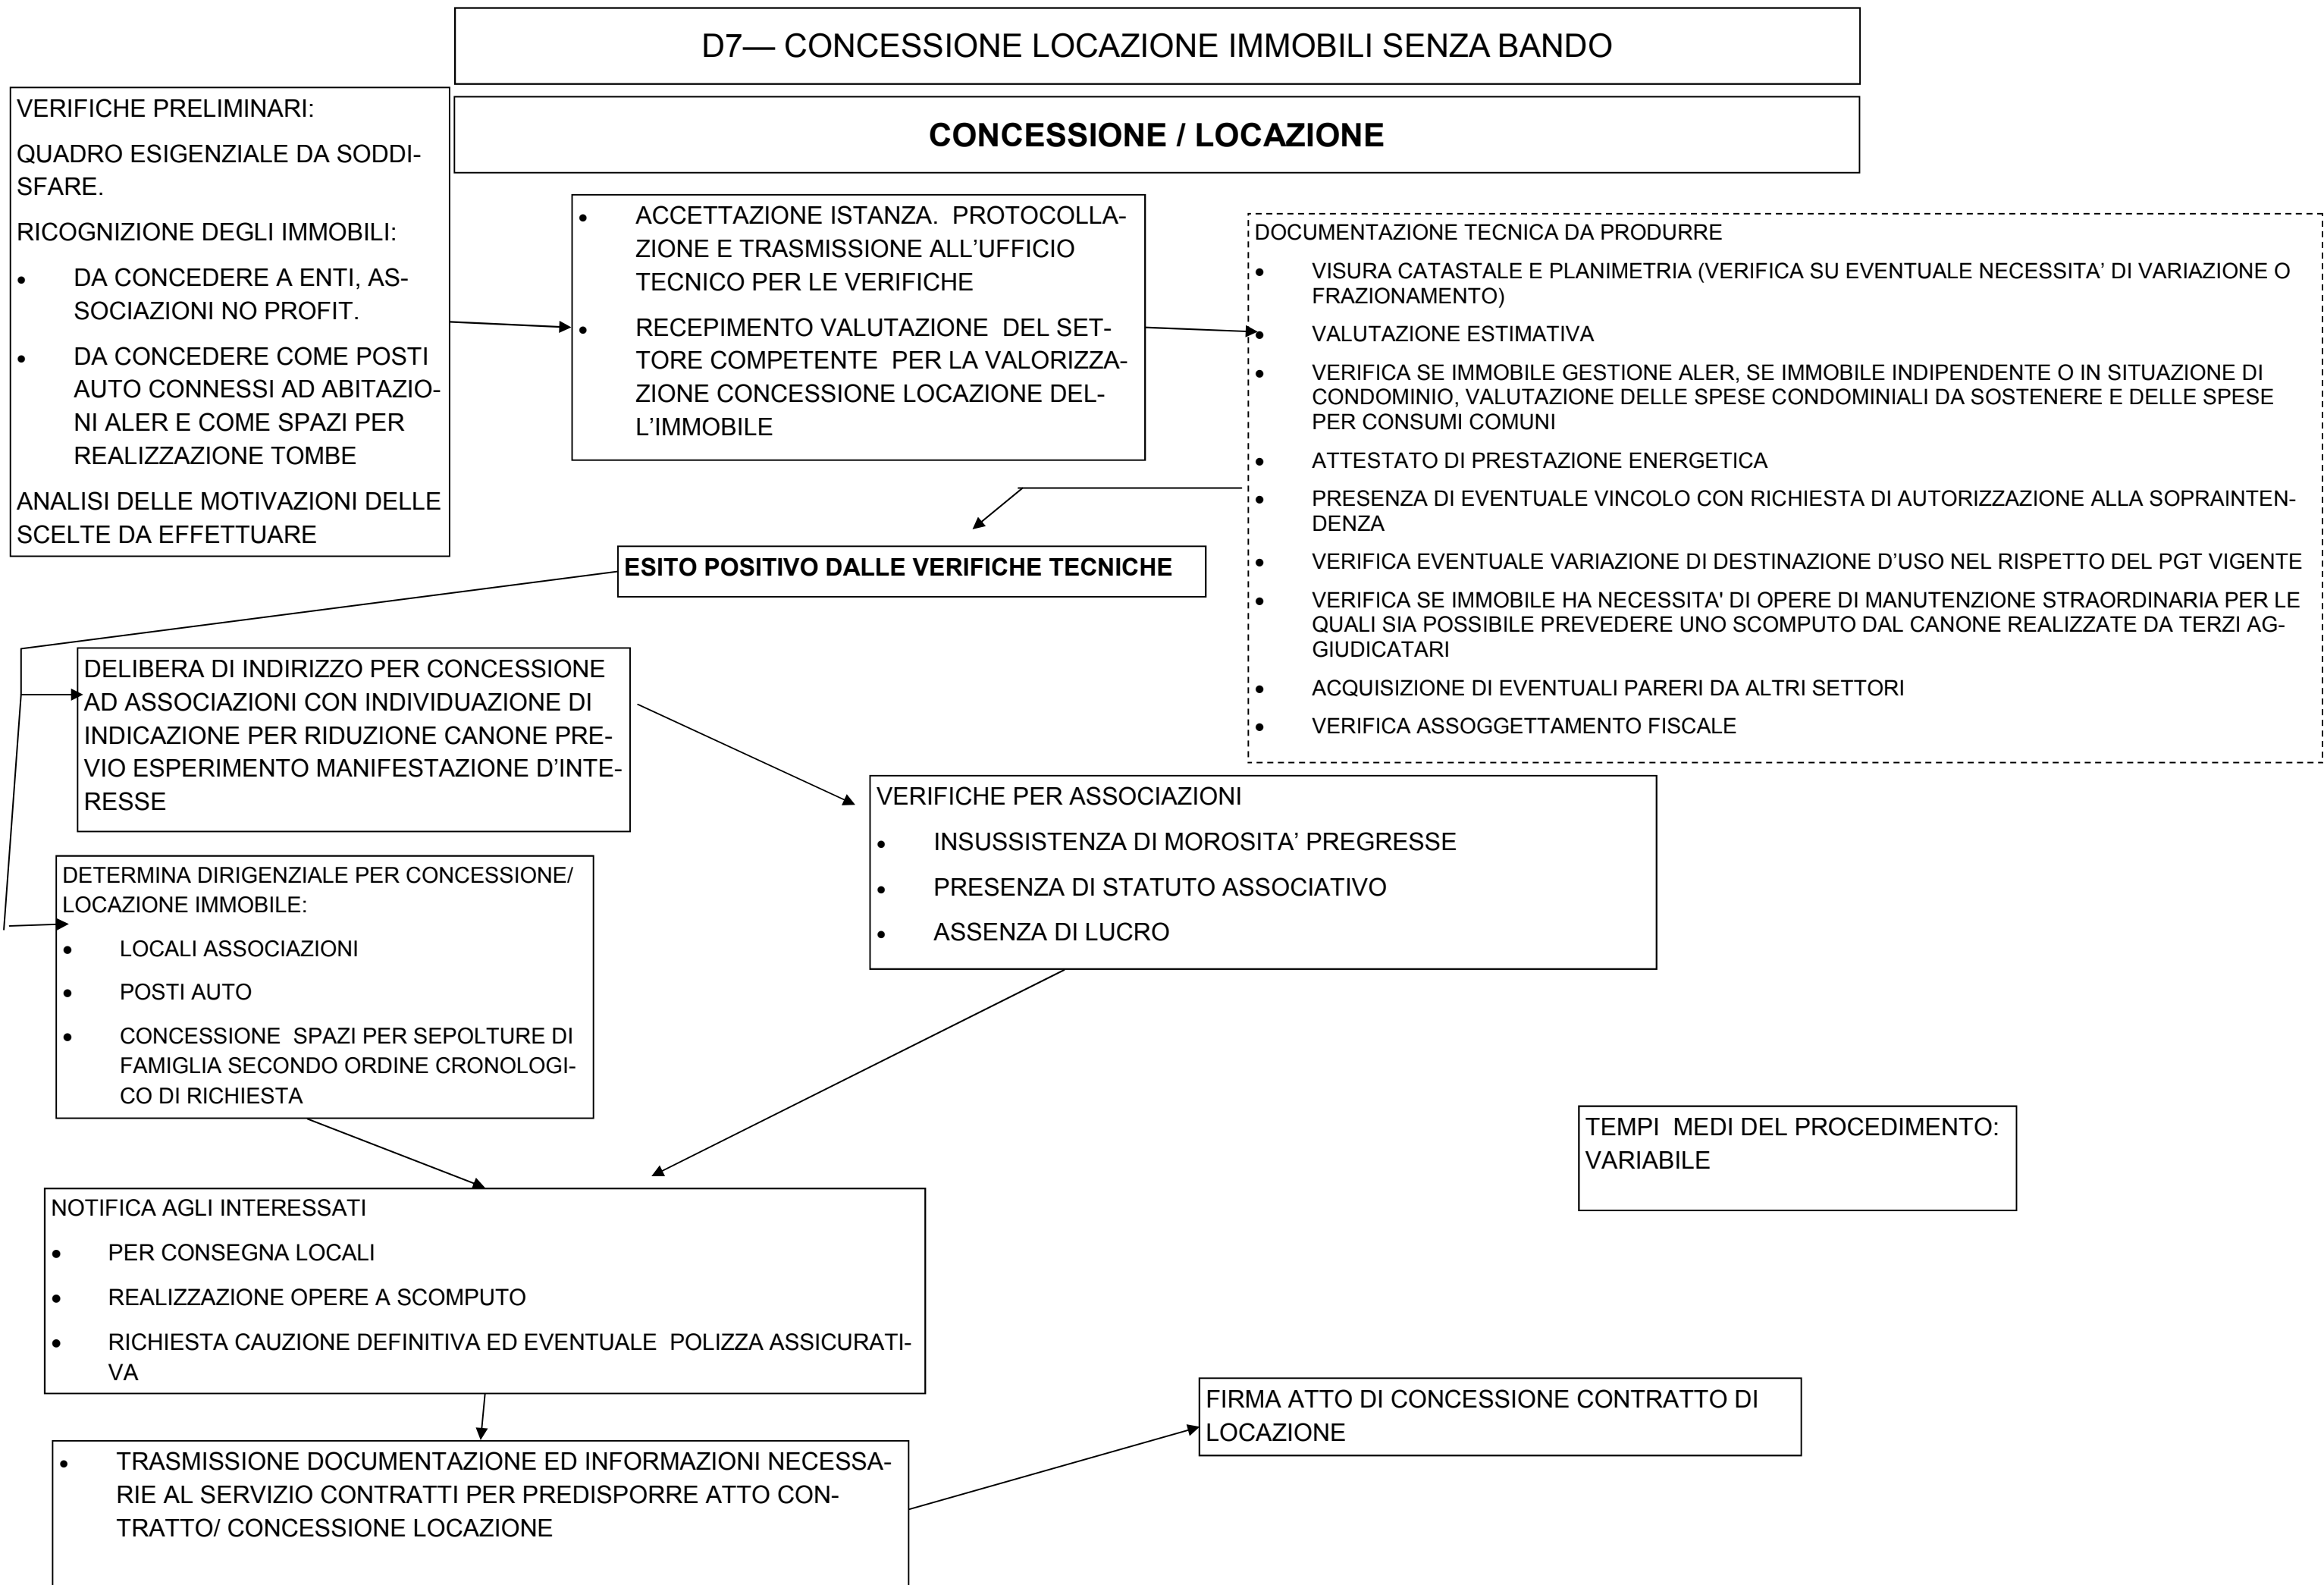 D7— CONCESSIONE LOCAZIONE IMMOBILI SENZA BANDO
CONCESSIONE / LOCAZIONE
VERIFICHE PRELIMINARI:
QUADRO ESIGENZIALE DA SODDI-
SFARE.
RICOGNIZIONE DEGLI IMMOBILI:
• DA CONCEDERE A ENTI, AS-
SOCIAZIONI NO PROFIT.
• DA CONCEDERE COME POSTI
AUTO CONNESSI AD ABITAZIO-
NI ALER E COME SPAZI PER
REALIZZAZIONE TOMBE
ANALISI DELLE MOTIVAZIONI DELLE
SCELTE DA EFFETTUARE
• ACCETTAZIONE ISTANZA.  PROTOCOLLA-
ZIONE E TRASMISSIONE ALL’UFFICIO
TECNICO PER LE VERIFICHE
• RECEPIMENTO VALUTAZIONE  DEL SET-
TORE COMPETENTE  PER LA VALORIZZA-
ZIONE CONCESSIONE LOCAZIONE DEL-
L’IMMOBILE
DOCUMENTAZIONE TECNICA DA PRODURRE
• VISURA CATASTALE E PLANIMETRIA (VERIFICA SU EVENTUALE NECESSITA’ DI VARIAZIONE O
FRAZIONAMENTO)
• VALUTAZIONE ESTIMATIVA
• VERIFICA SE IMMOBILE GESTIONE ALER, SE IMMOBILE INDIPENDENTE O IN SITUAZIONE DI
CONDOMINIO, VALUTAZIONE DELLE SPESE CONDOMINIALI DA SOSTENERE E DELLE SPESE
PER CONSUMI COMUNI
• ATTESTATO DI PRESTAZIONE ENERGETICA
• PRESENZA DI EVENTUALE VINCOLO CON RICHIESTA DI AUTORIZZAZIONE ALLA SOPRAINTEN-
DENZA
• VERIFICA EVENTUALE VARIAZIONE DI DESTINAZIONE D’USO NEL RISPETTO DEL PGT VIGENTE
• VERIFICA SE IMMOBILE HA NECESSITA' DI OPERE DI MANUTENZIONE STRAORDINARIA PER LE
QUALI SIA POSSIBILE PREVEDERE UNO SCOMPUTO DAL CANONE REALIZZATE DA TERZI AG-
GIUDICATARI
• ACQUISIZIONE DI EVENTUALI PARERI DA ALTRI SETTORI
• VERIFICA ASSOGGETTAMENTO FISCALE
ESITO POSITIVO DALLE VERIFICHE TECNICHE
DELIBERA DI INDIRIZZO PER CONCESSIONE
AD ASSOCIAZIONI CON INDIVIDUAZIONE DI
INDICAZIONE PER RIDUZIONE CANONE PRE-
VIO ESPERIMENTO MANIFESTAZIONE D’INTE-
RESSE
VERIFICHE PER ASSOCIAZIONI
• INSUSSISTENZA DI MOROSITA’ PREGRESSE
• PRESENZA DI STATUTO ASSOCIATIVO
• ASSENZA DI LUCRO
DETERMINA DIRIGENZIALE PER CONCESSIONE/
LOCAZIONE IMMOBILE:
• LOCALI ASSOCIAZIONI
• POSTI AUTO
• CONCESSIONE  SPAZI PER SEPOLTURE DI
FAMIGLIA SECONDO ORDINE CRONOLOGI-
CO DI RICHIESTA
TEMPI  MEDI DEL PROCEDIMENTO:
VARIABILE
NOTIFICA AGLI INTERESSATI
• PER CONSEGNA LOCALI
• REALIZZAZIONE OPERE A SCOMPUTO
• RICHIESTA CAUZIONE DEFINITIVA ED EVENTUALE  POLIZZA ASSICURATI-
VA
FIRMA ATTO DI CONCESSIONE CONTRATTO DI
LOCAZIONE
• TRASMISSIONE DOCUMENTAZIONE ED INFORMAZIONI NECESSA-
RIE AL SERVIZIO CONTRATTI PER PREDISPORRE ATTO CON-
TRATTO/ CONCESSIONE LOCAZIONE